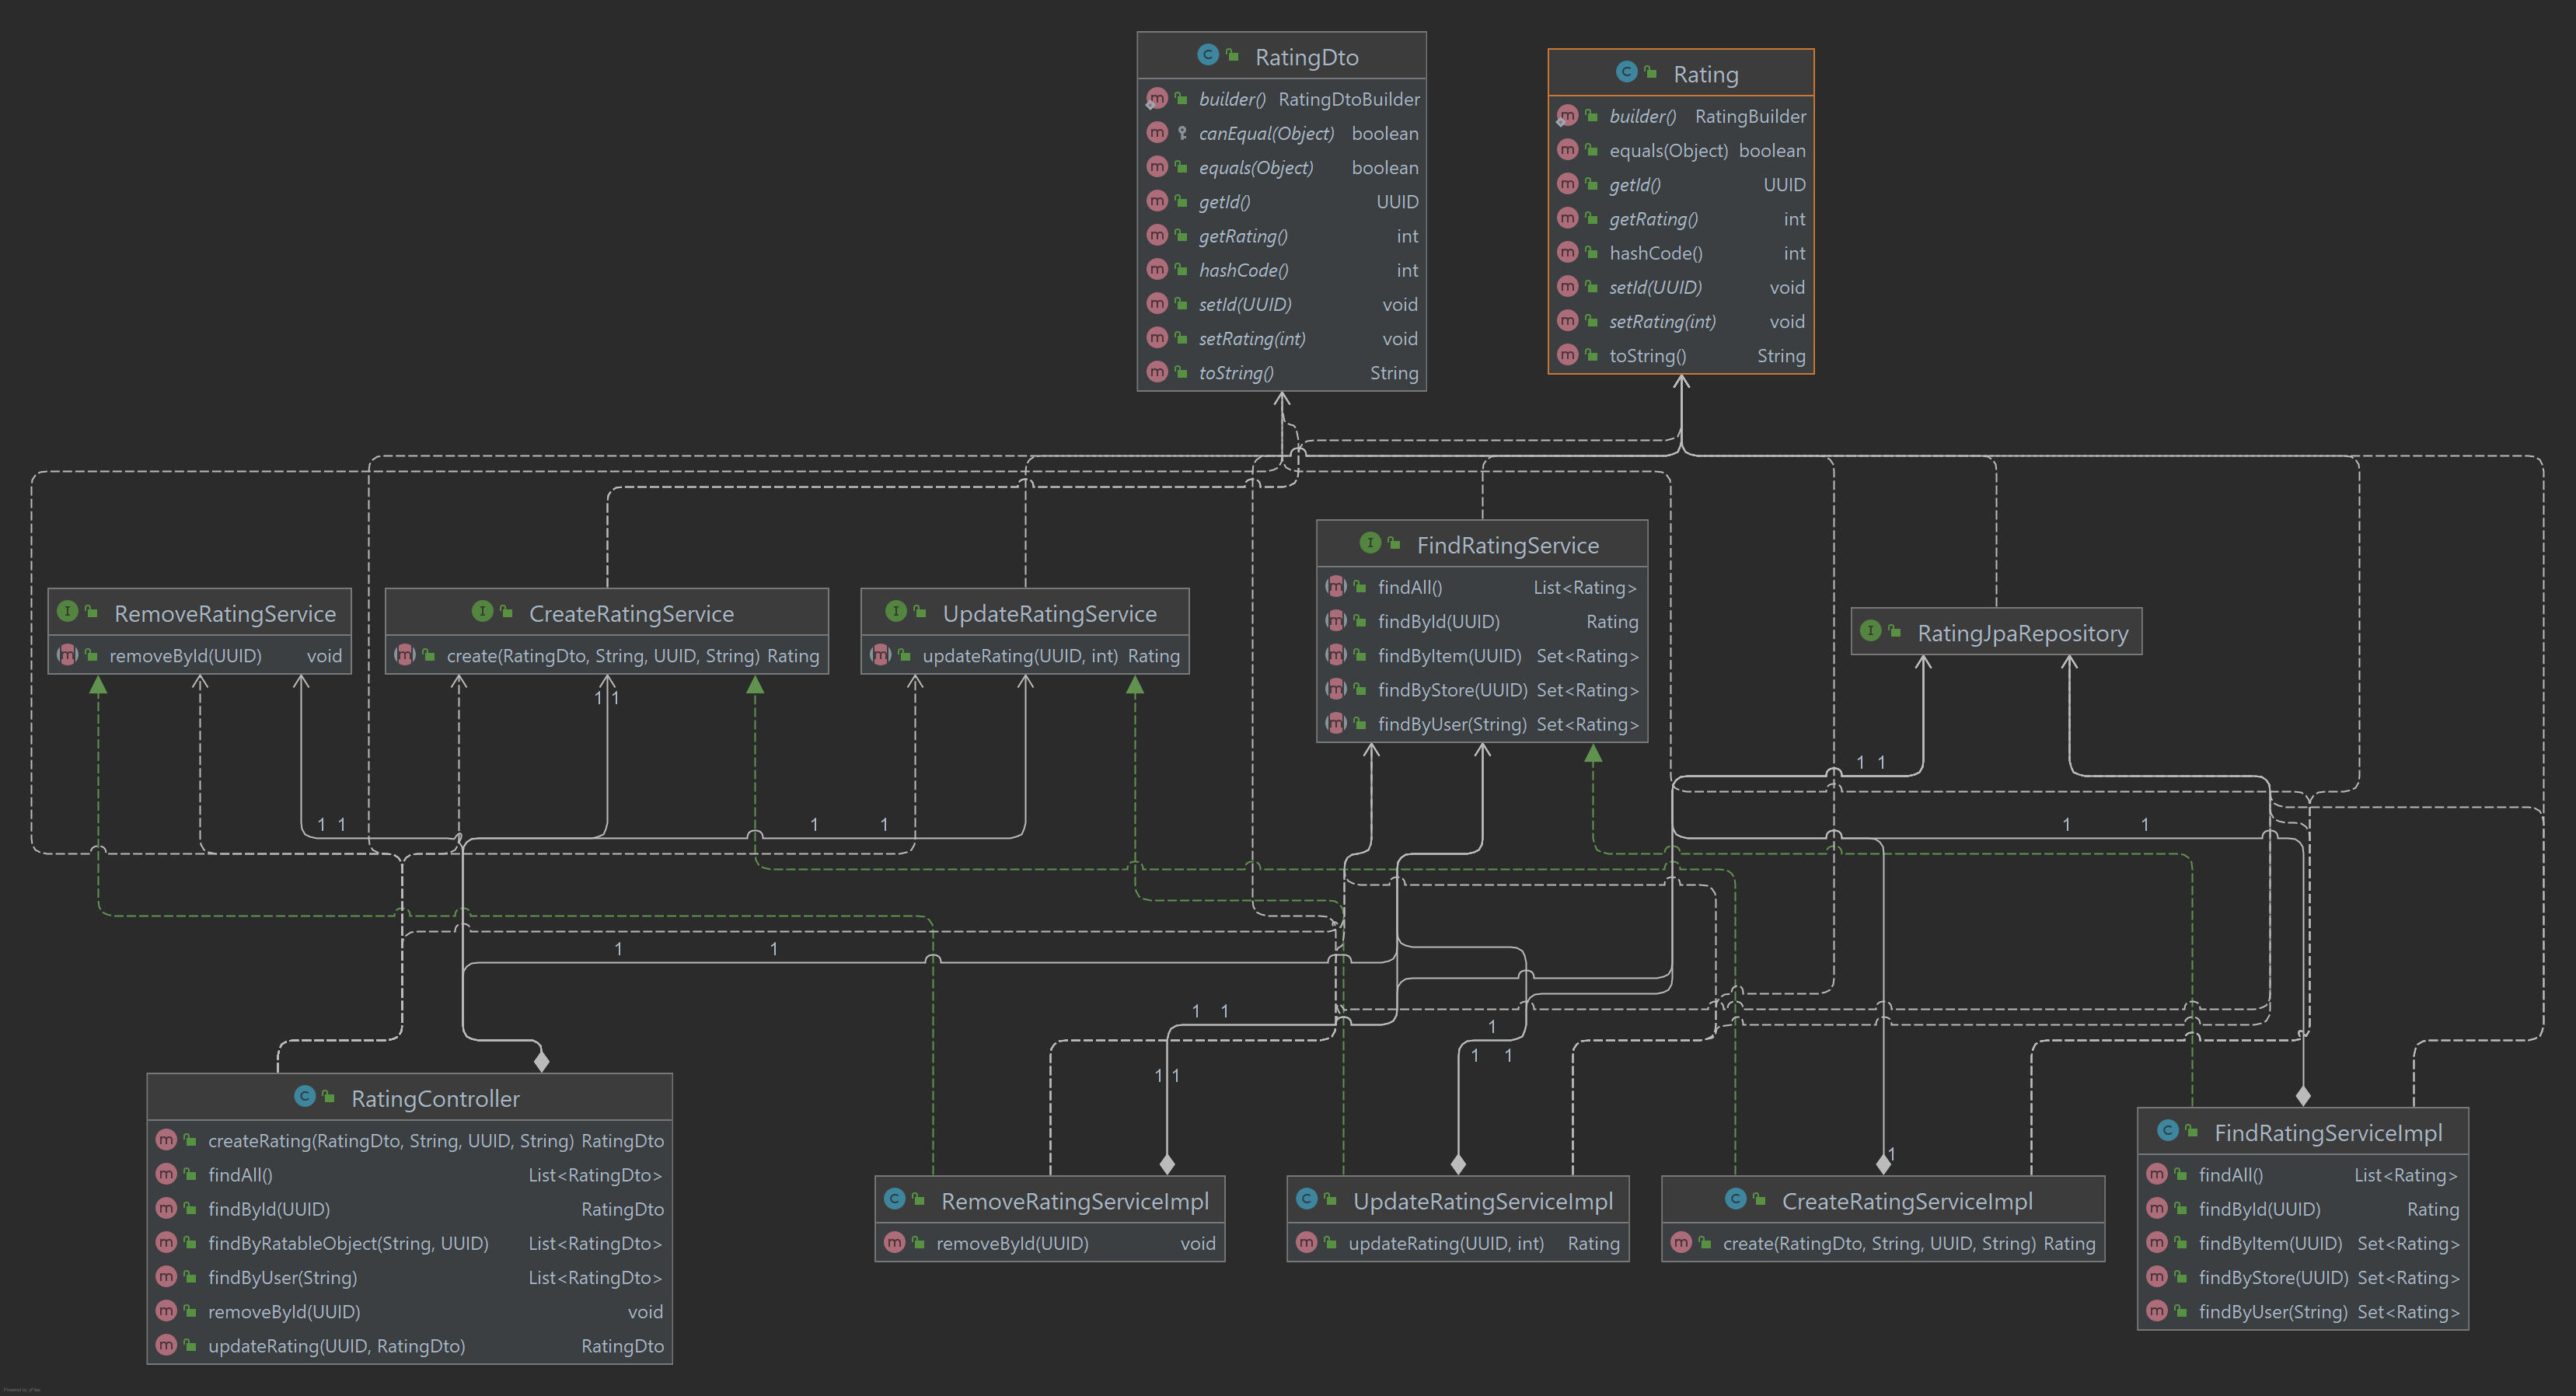 RatingDto
builder() RatingDtoBuilder
canEqual(Object) boolean
equals(Object) boolean
getId() UUID
getRating() int
hashCode() int
setId(UUID) void
setRating(int) void
toString() String
Rating
builder() RatingBuilder
equals(Object) boolean
getId() UUID
getRating() int
hashCode() int
setId(UUID) void
setRating(int) void
toString() String
FindRatingService
findAll() List<Rating>
findById(UUID) Rating
findByItem(UUID) Set<Rating>
findByStore(UUID) Set<Rating>
findByUser(String) Set<Rating>
RemoveRatingService
removeById(UUID) void
CreateRatingService
create(RatingDto, String, UUID, String) Rating
UpdateRatingService
updateRating(UUID, int) Rating
RatingJpaRepository
1 1
1 1
1 1
1 1
1 1
1 1
1 1
1
1 1
1 1
1
RatingController
createRating(RatingDto, String, UUID, String) RatingDto
findAll() List<RatingDto>
findById(UUID) RatingDto
findByRatableObject(String, UUID) List<RatingDto>
findByUser(String) List<RatingDto>
removeById(UUID) void
updateRating(UUID, RatingDto) RatingDto
RemoveRatingServiceImpl
removeById(UUID) void
UpdateRatingServiceImpl
updateRating(UUID, int) Rating
CreateRatingServiceImpl
create(RatingDto, String, UUID, String) Rating
FindRatingServiceImpl
findAll() List<Rating>
findById(UUID) Rating
findByItem(UUID) Set<Rating>
findByStore(UUID) Set<Rating>
findByUser(String) Set<Rating>
Powered by yFiles